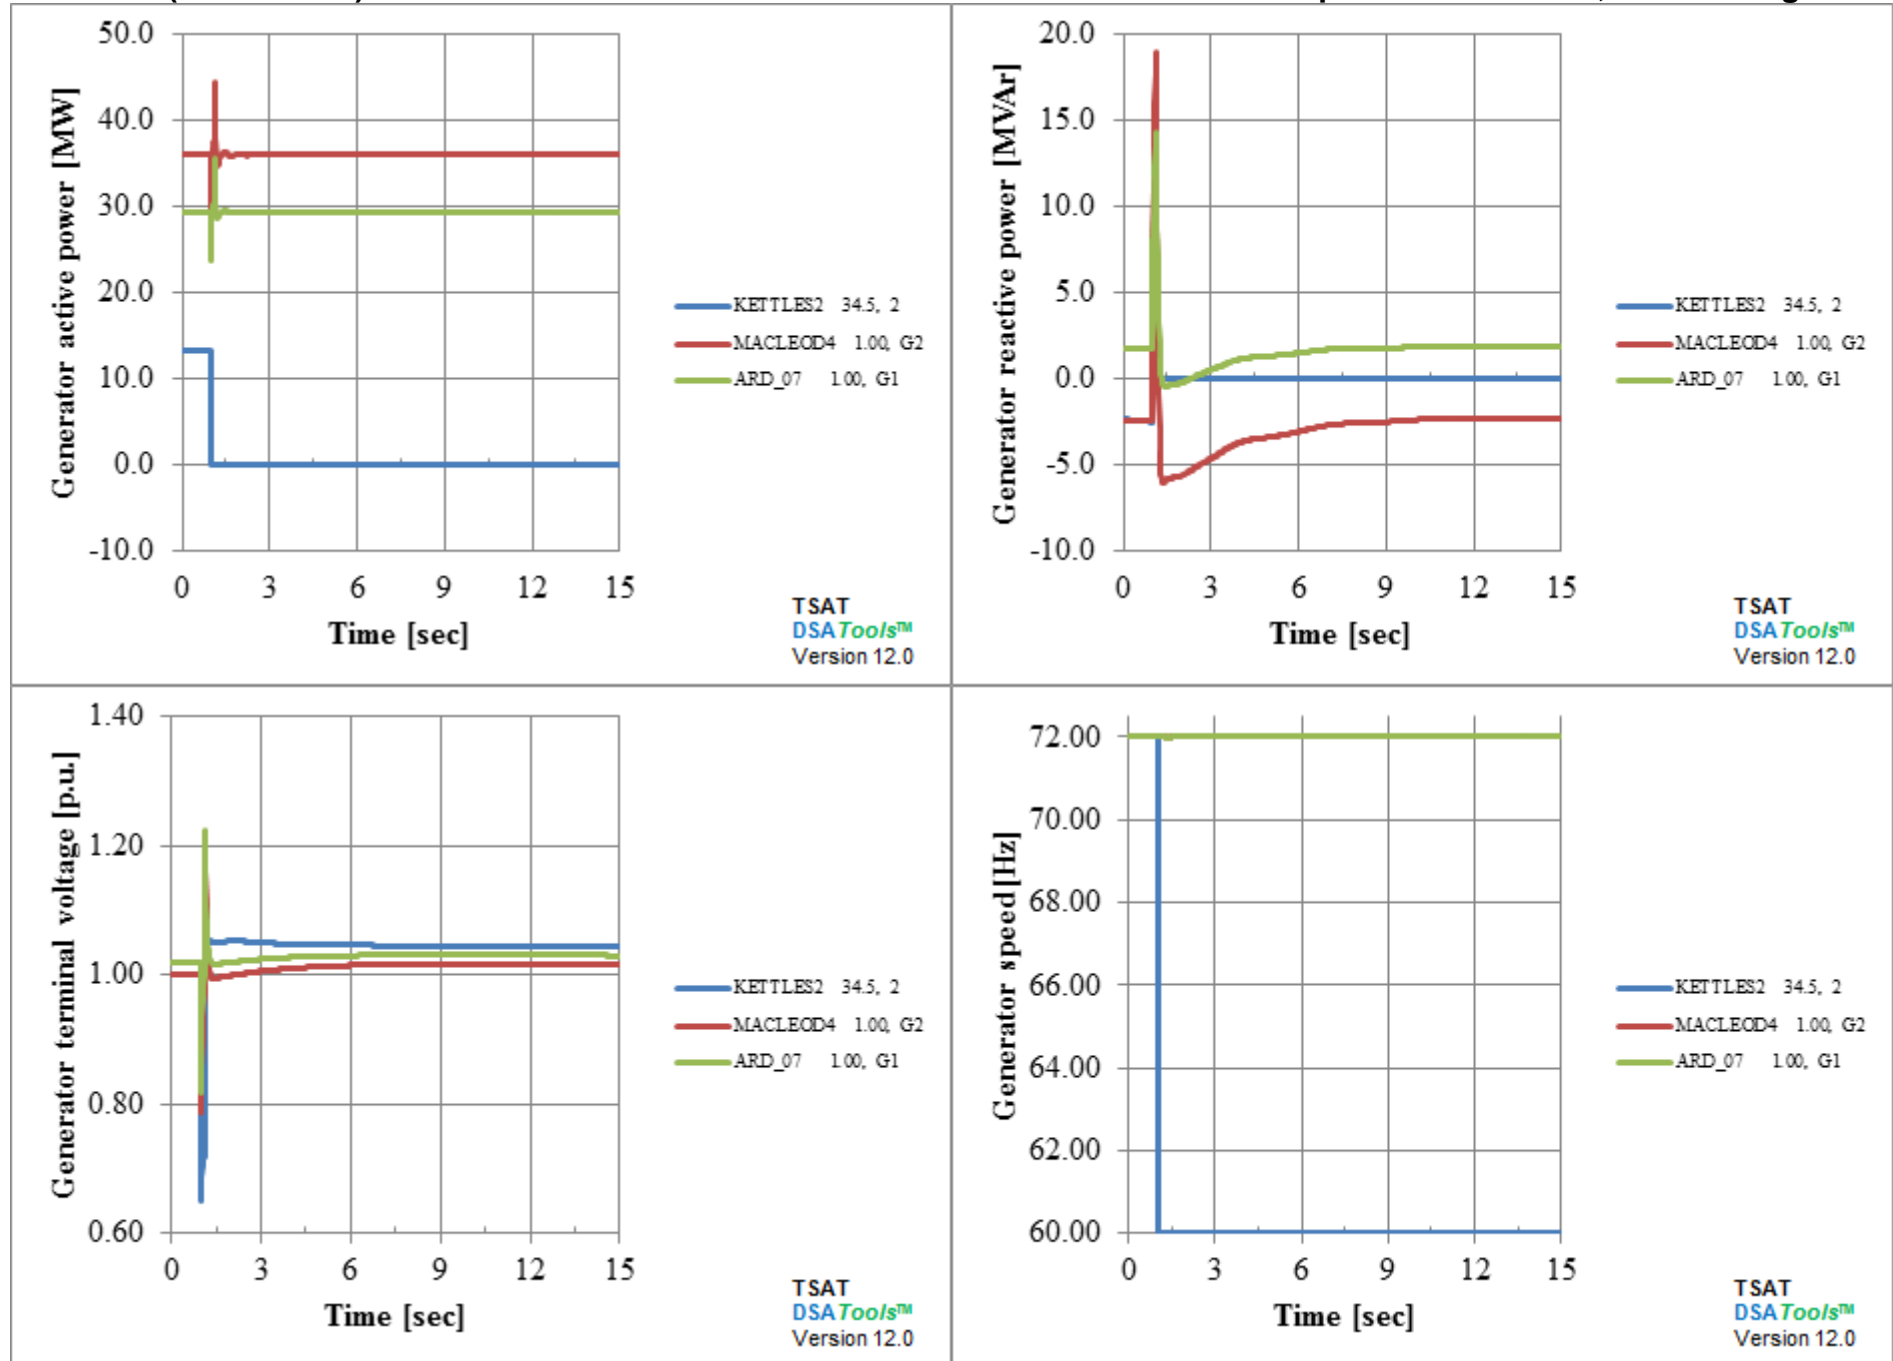 50.0
40.0
30.0
20.0
10.0
0.0
-10.0
0 3 6 9 12 15
Generator active power [MW]
Time [sec]
KETTLES2 34.5, 2
MACLEOD4 1.00, G2
ARD_07 1.00, G1
TSAT
DSATools™
Version 12.0
20.0
15.0
10.0
5.0
0.0
-5.0
-10.0
0 3 6 9 12 15
Generator reactive power [MVAr]
Time [sec]
KETTLES2 34.5, 2
MACLEOD4 1.00, G2
ARD_07 1.00, G1
TSAT
DSATools™
Version 12.0
1.40
1.20
1.00
0.80
0.60
0 3 6 9 12 15
Generator terminal voltage [p.u.]
Time [sec]
KETTLES2 34.5, 2
MACLEOD4 1.00, G2
ARD_07 1.00, G1
TSAT
DSATools™
Version 12.0
72.00
70.00
68.00
66.00
64.00
62.00
60.00
0 3 6 9 12 15
Generator speed [Hz]
Time [sec]
KETTLES2 34.5, 2
MACLEOD4 1.00, G2
ARD_07 1.00, G1
TSAT
DSATools™
Version 12.0